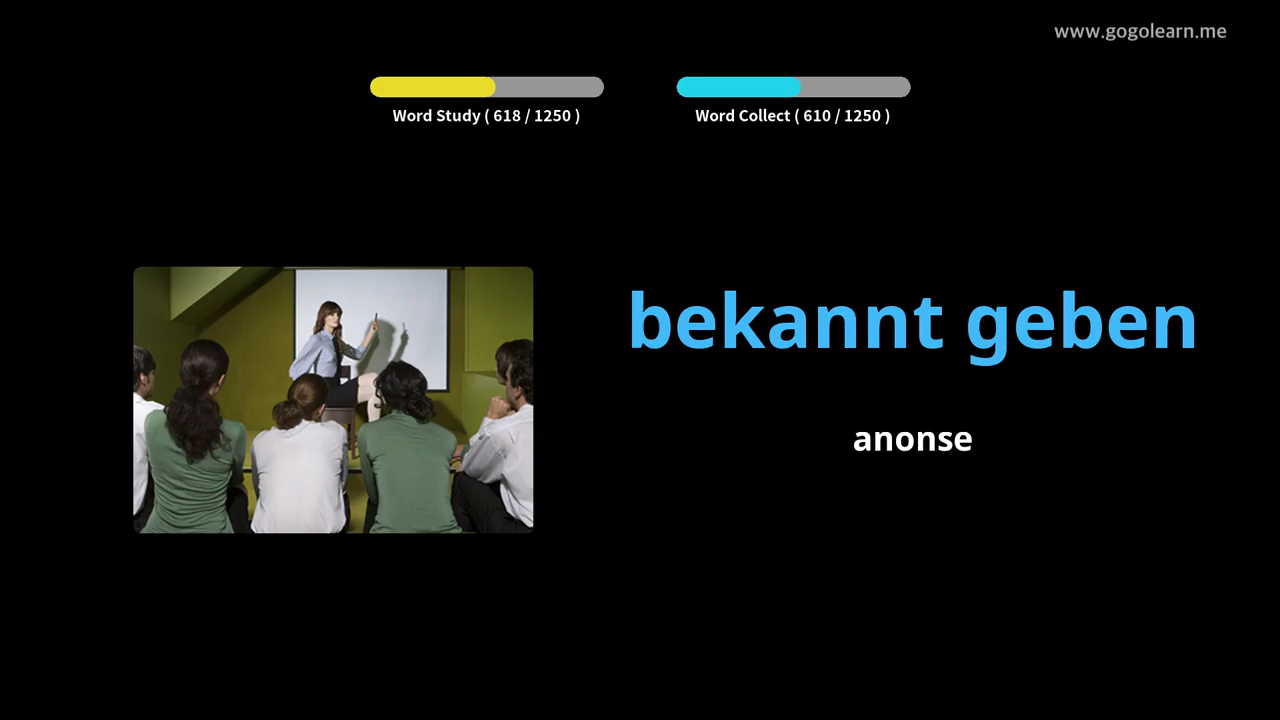 www.gogolearn.me
Word Study ( 618 / 1250 )
Word Collect ( 610 / 1250 )
bekannt geben
anonse